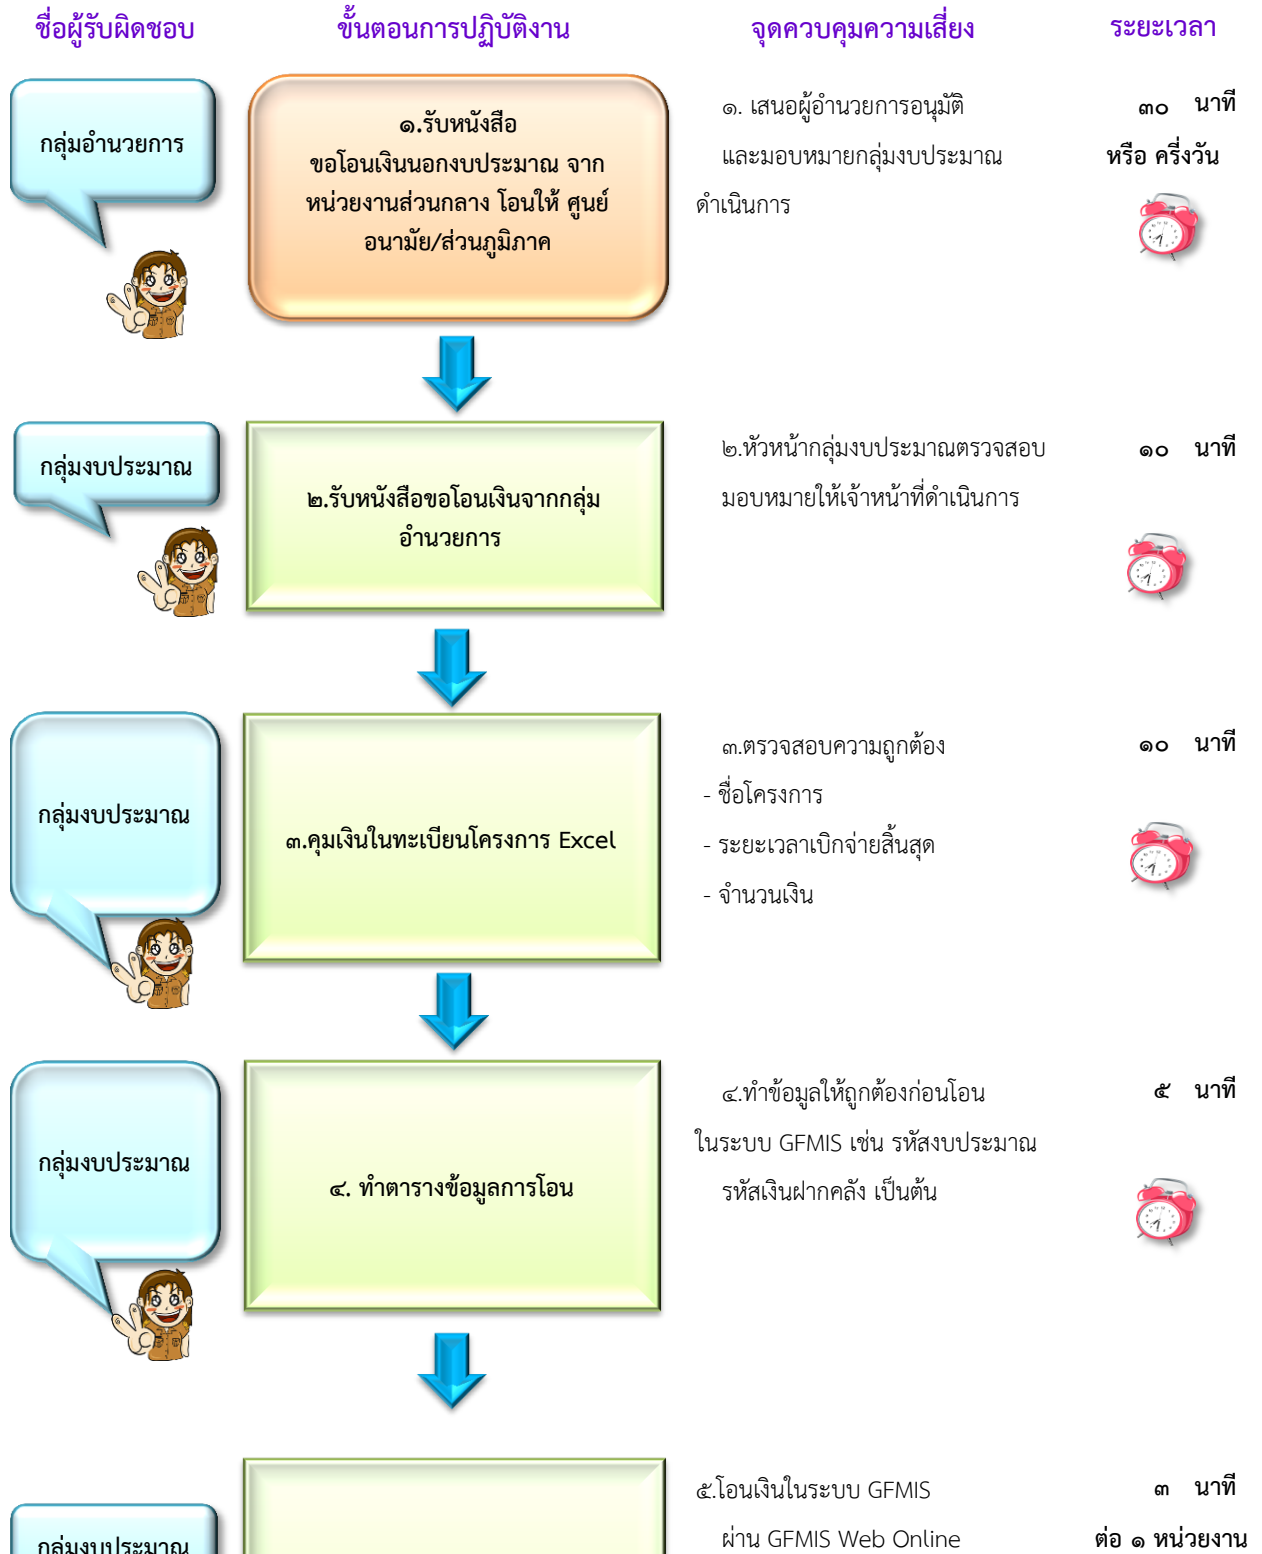 ชื่อผู้รับผิดชอบ ขั้นตอนการปฏิบัติงาน จุดควบคุมความเสี่ยง ระยะเวลา
กลุ่มอำนวยการ
๑.รับหนังสือ
ขอโอนเงินนอกงบประมาณ จาก
หน่วยงานส่วนกลาง โอนให้ ศูนย์
อนามัย/ส่วนภูมิภาค
๑. เสนอผู้อำนวยการอนุมัติ
และมอบหมายกลุ่มงบประมาณ
ดำเนินการ
๓๐ นาที
หรือ ครึ่งวัน
กลุ่มงบประมาณ
๒.รับหนังสือขอโอนเงินจากกลุ่ม
อำนวยการ
๒.หัวหน้ากลุ่มงบประมาณตรวจสอบ
มอบหมายให้เจ้าหน้าที่ดำเนินการ
๑๐ นาที
กลุ่มงบประมาณ
๓.คุมเงินในทะเบียนโครงการ Excel
๓.ตรวจสอบความถูกต้อง
- ชื่อโครงการ
- ระยะเวลาเบิกจ่ายสิ้นสุด
- จำนวนเงิน
๑๐ นาที
กลุ่มงบประมาณ
๔. ทำตารางข้อมูลการโอน
๔.ทำข้อมูลให้ถูกต้องก่อนโอน
ในระบบ GFMIS เช่น รหัสงบประมาณ
รหัสเงินฝากคลัง เป็นต้น
๕ นาที
กลุ่มงบประมาณ
๕.โอนเงินในระบบ GFMIS
ผ่าน GFMIS Web Online
๓ นาที
ต่อ ๑ หน่วยงาน